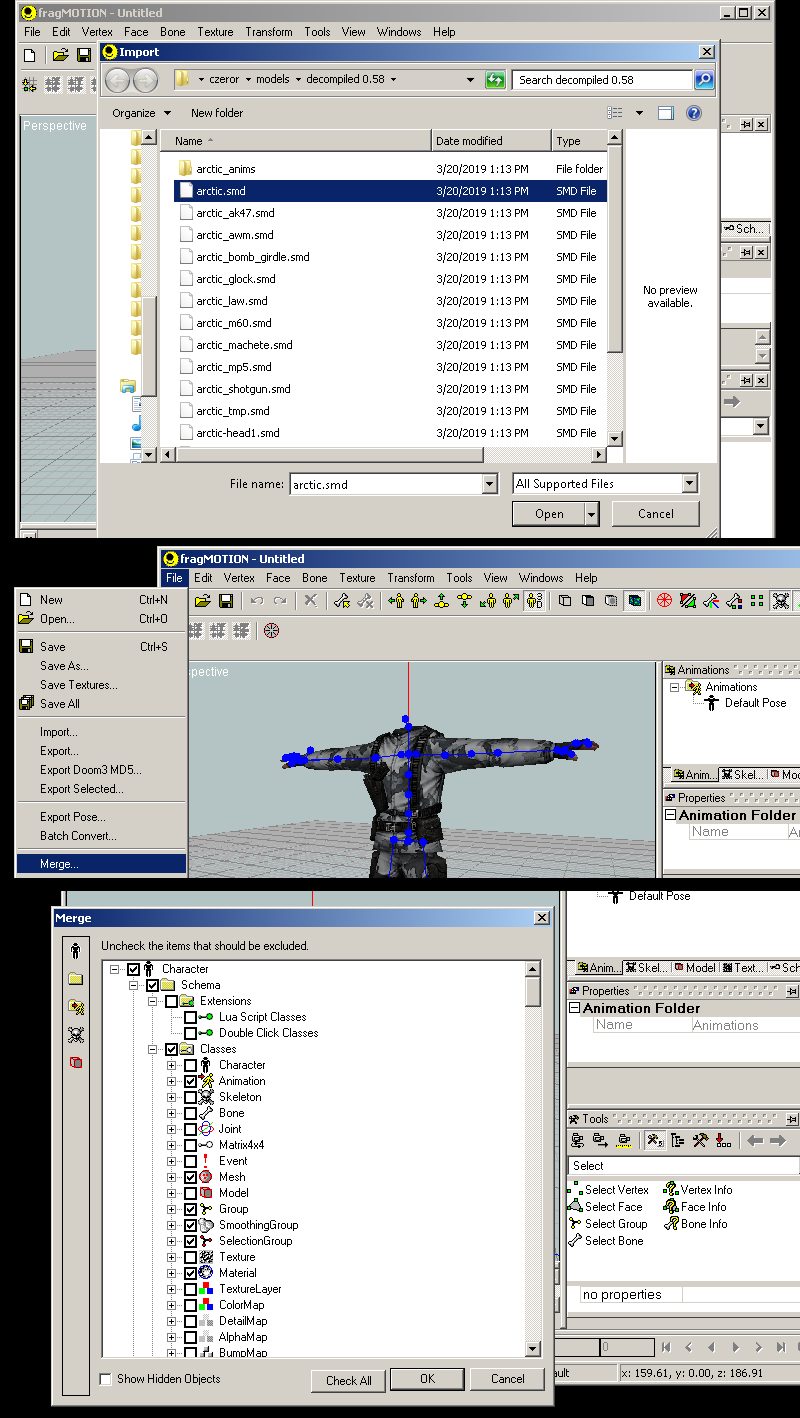 fragMOTION - Untitled
File Edit Vertex Face Bone Texture Transform Tools View Windows Help
Import
czeror models decompiled 0.58
Search decompiled 0.58
Organize New folder
Perspective
Name Date modified Type
arctic_anims 3/20/2019 1:13 PM File folder
arctic.smd 3/20/2019 1:13 PM SMD File
arctic_ak47.smd 3/20/2019 1:13 PM SMD File
arctic_awm.smd 3/20/2019 1:13 PM SMD File
arctic_bomb_girdle.smd 3/20/2019 1:13 PM SMD File
arctic_glock.smd 3/20/2019 1:13 PM SMD File
arctic_law.smd 3/20/2019 1:13 PM SMD File
arctic_m60.smd 3/20/2019 1:13 PM SMD File
arctic_machete.smd 3/20/2019 1:13 PM SMD File
arctic_mp5.smd 3/20/2019 1:13 PM SMD File
arctic_shotgun.smd 3/20/2019 1:13 PM SMD File
arctic_tmp.smd 3/20/2019 1:13 PM SMD File
arctic-head1.smd 3/20/2019 1:13 PM SMD File
No preview
available.
Sch...
File name: arctic.smd All Supported Files
Open Cancel
fragMOTION - Untitled
File Edit Vertex Face Bone Texture Transform Tools View Windows Help
New Ctrl+N
Open... Ctrl+O
Save Ctrl+S
Save As...
Save Textures...
Save All
Import...
Export...
Export Doom3 MD5...
Export Selected...
Export Pose...
Batch Convert...
Merge...
spective
Animations
Animations
Default Pose
Anim... Skel... Mo
Properties
Animation Folder
Name A
Default Pose
Merge
Uncheck the items that should be excluded.
Character
Schema
Extensions
Lua Script Classes
Double Click Classes
Classes
Character
Animation
Skeleton
Bone
Joint
Matrix4x4
Event
Mesh
Model
Group
SmoothingGroup
SelectionGroup
Texture
Material
TextureLayer
ColorMap
DetailMap
AlphaMap
BumpMap
Show Hidden Objects Check All OK Cancel
Anim... Skel... Model Text... Sch
Properties
Animation Folder
Name Animations
Tools
Select
Select Vertex Vertex Info
Select Face Face Info
Select Group Bone Info
Select Bone
no properties
0
ault x: 159.61, y: 0.00, z: 186.91